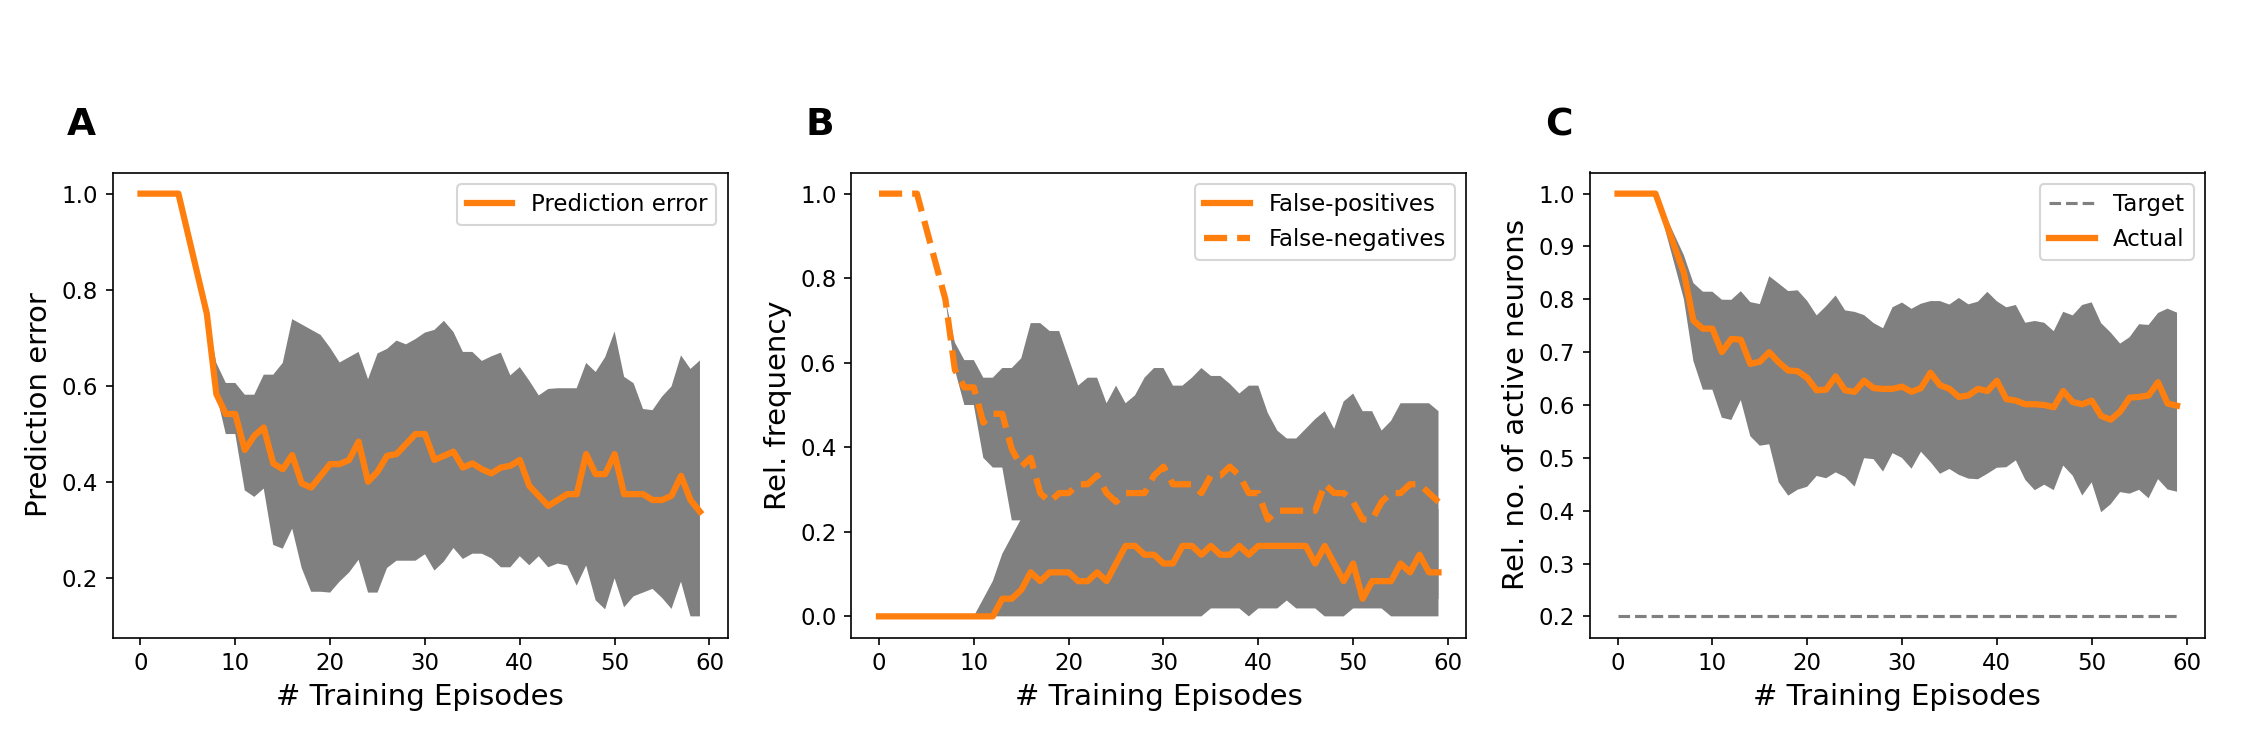 A
B
C
Prediction error
1.0
0.8
0.6
0.4
0.2
0
10
20
30
40
50
60
# Training Episodes
Prediction error
Rel. frequency
1.0
0.8
0.6
0.4
0.2
0.0
0
10
20
30
40
50
60
# Training Episodes
False-positives
False-negatives
Rel. no. of active neurons
1.0
0.9
0.8
0.7
0.6
0.5
0.4
0.3
0.2
0
10
20
30
40
50
60
# Training Episodes
Target
Actual